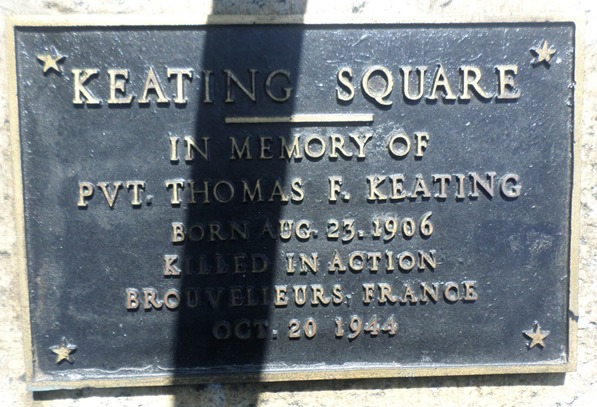 KEATING SQUARE
IN MEMORY OF
PVT. THOMAS F. KEATING
BORN AUG. 23. 1906
KILLED IN ACTION
BROUVELIEURS, FRANCE
OCT. 20 1944